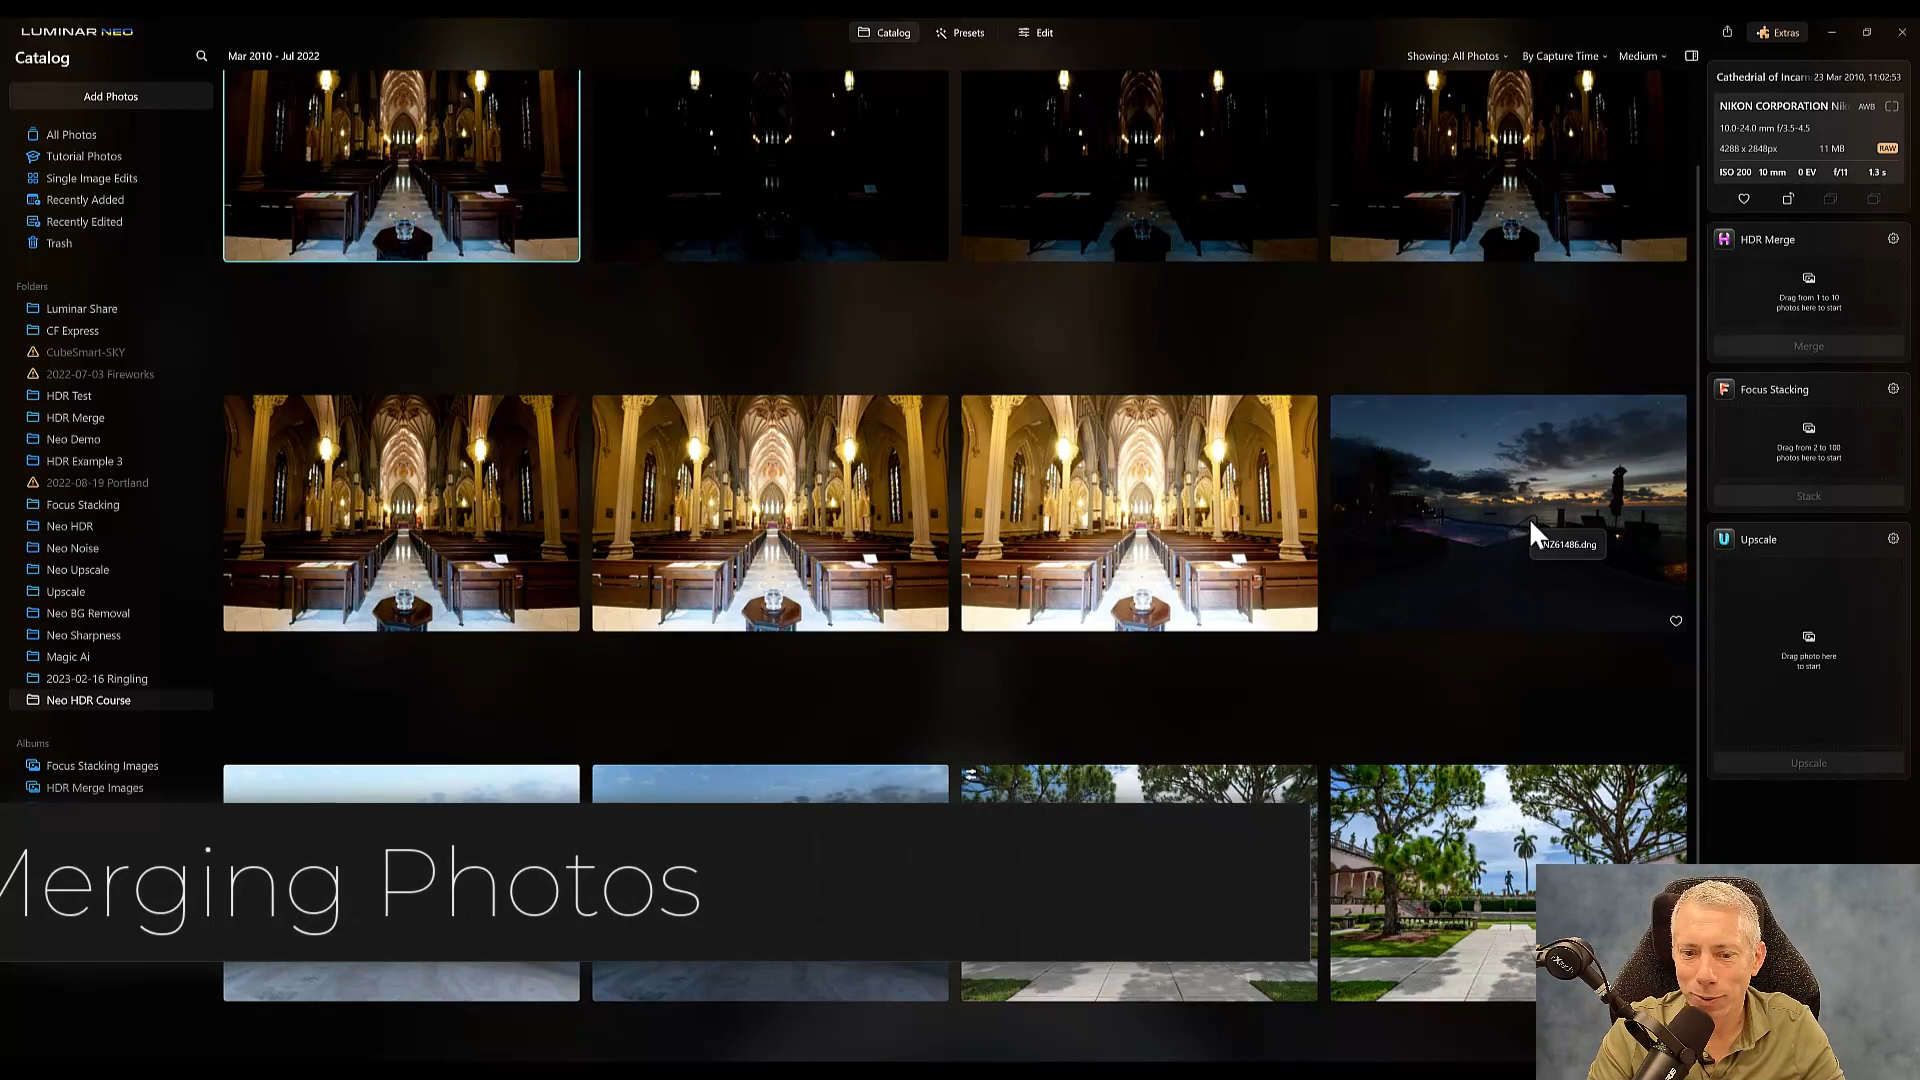 LUMINAR NEO
Catalog
Presets
Edit
Extras
Catalog
Mar 2010 - Jul 2022
Showing: All Photos
By Capture Time
Medium
Add Photos
All Photos
Tutorial Photos
Single Image Edits
Recently Added
Recently Edited
Trash
Folders
Luminar Share
CF Express
CubeSmart-SKY
2022-07-03 Fireworks
HDR Test
HDR Merge
Neo Demo
HDR Example 3
2022-08-19 Portland
Focus Stacking
Neo HDR
Neo Noise
Neo Upscale
Upscale
Neo BG Removal
Neo Sharpness
Magic Ai
2023-02-16 Ringling
Neo HDR Course
Albums
Focus Stacking Images
HDR Merge Images
NZ61486.dng
Cathedrial of Incarn 23 Mar 2010, 11:02:53
NIKON CORPORATION Nik AWB
10.0-24.0 mm f/3.5-4.5
4288 x 2848px 11 MB RAW
ISO 200 10 mm 0 EV f/11 1.3 s
HDR Merge
Drag from 1 to 10
photos here to start
Merge
Focus Stacking
Drag from 2 to 100
photos here to start
Stack
Upscale
Drag photo here
to start
Upscale
Merging Photos